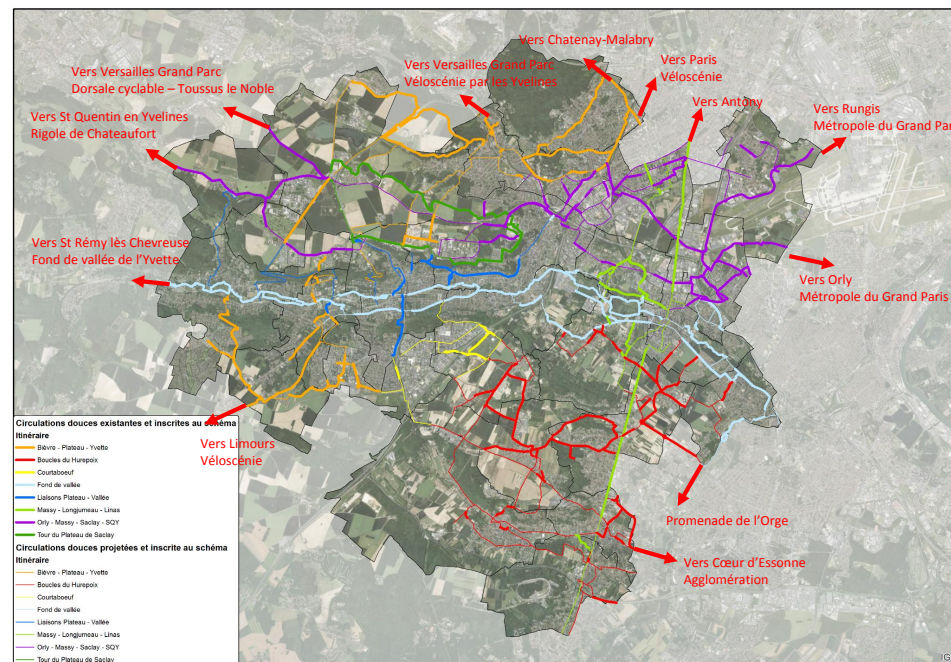 Vers Chatenay-Malabry
Vers Versailles Grand Parc
Dorsale cyclable – Toussus le Noble
Vers Versailles Grand Parc
Véloscénie par les Yvelines
Vers Paris
Véloscénie
Vers St Quentin en Yvelines
Rigole de Chateaufort
Vers Antony
Vers Rungis
Métropole du Grand Pari
Vers St Rémy lès Chevreuse
Fond de vallée de l'Yvette
Vers Orly
Métropole du Grand Paris
Vers Limours
Véloscénie
Promenade de l'Orge
Vers Cœur d'Essonne
Agglomération
Circulations douces existantes et inscrites au schéma
Itinéraire
Bièvre - Plateau - Yvette
Boucles du Hurepoix
Courtaboeuf
Fond de vallée
Liaisons Plateau - Vallée
Massy - Longjumeau - Linas
Orly - Massy - Saclay - SQY
Tour du Plateau de Saclay
Circulations douces projetées et inscrite au schéma
Itinéraire
Bièvre - Plateau - Yvette
Boucles du Hurepoix
Courtaboeuf
Fond de vallée
Liaisons Plateau - Vallée
Massy - Longjumeau - Linas
Orly - Massy - Saclay - SQY
Tour du Plateau de Saclay